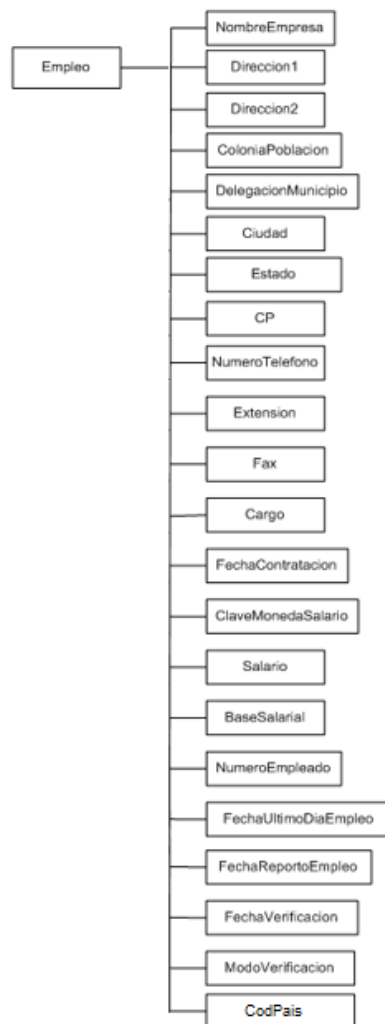 NombreEmpresa
Empleo
Direccion1
Direccion2
ColoniaPoblacion
DelegacionMunicipio
Ciudad
Estado
CP
NumeroTelefono
Extension
Fax
Cargo
FechaContratacion
ClaveMonedaSalario
Salario
BaseSalarial
NumeroEmpleado
FechaUltimoDiaEmpleo
FechaReportoEmpleo
FechaVerificacion
ModoVerificacion
CodPais